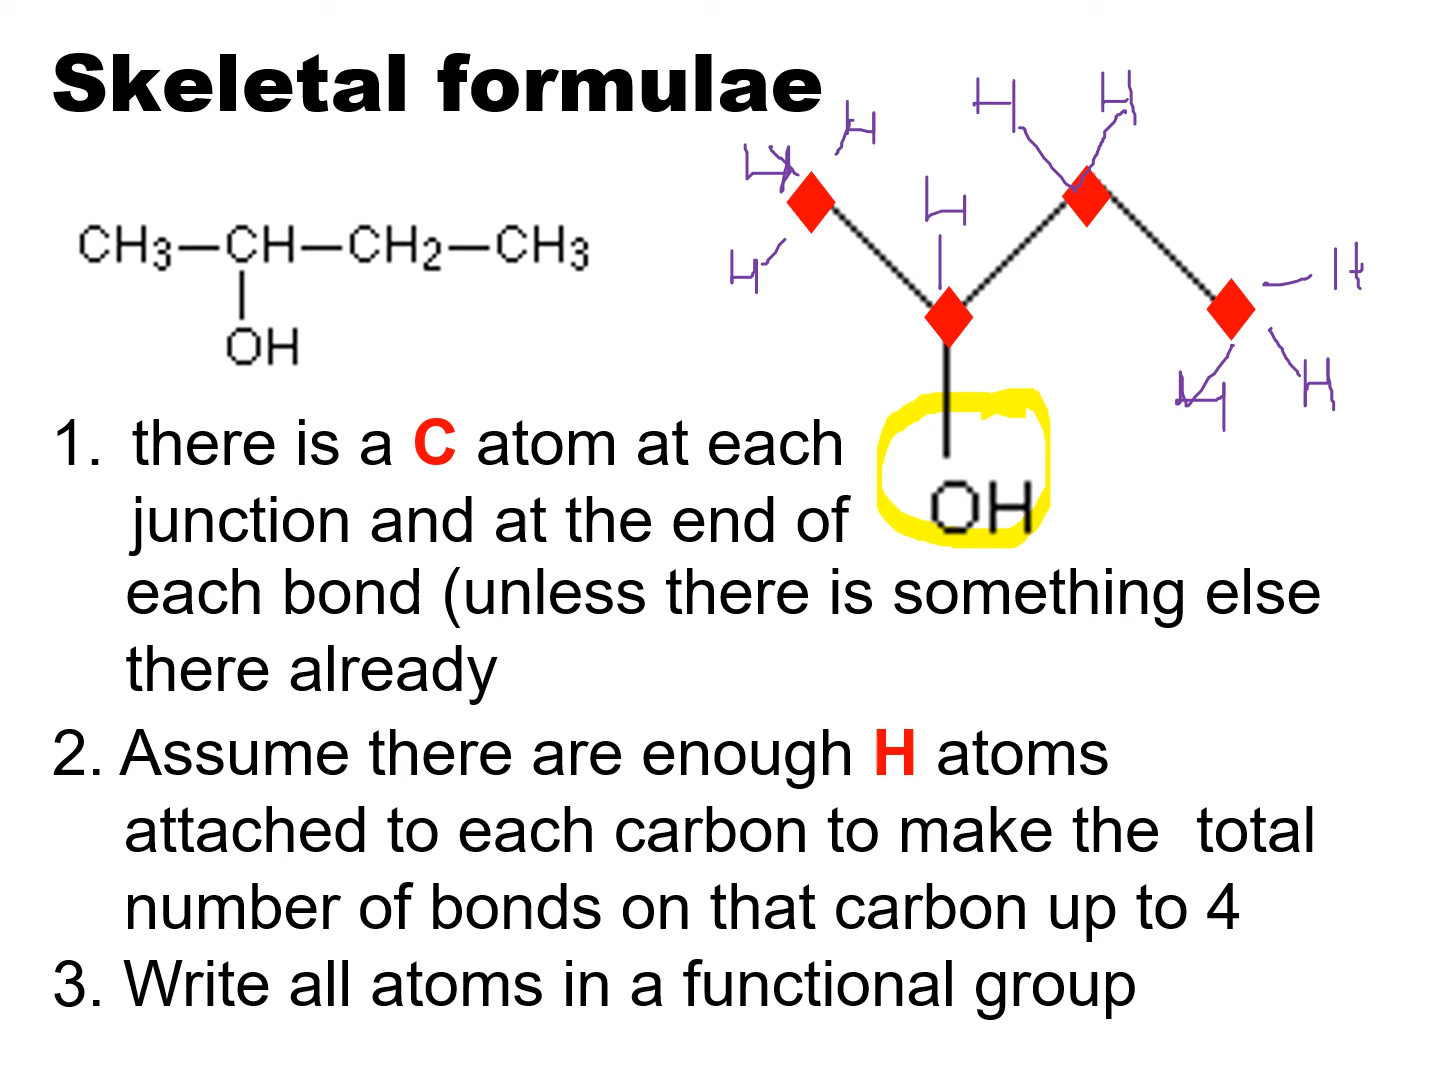 Skeletal formulae
H H
H H
H
CH3—CH—CH2—CH3
H
H
OH
H H
1. there is a C atom at each
OH
junction and at the end of
each bond (unless there is something else
there already
2. Assume there are enough H atoms
attached to each carbon to make the  total
number of bonds on that carbon up to 4
3. Write all atoms in a functional group